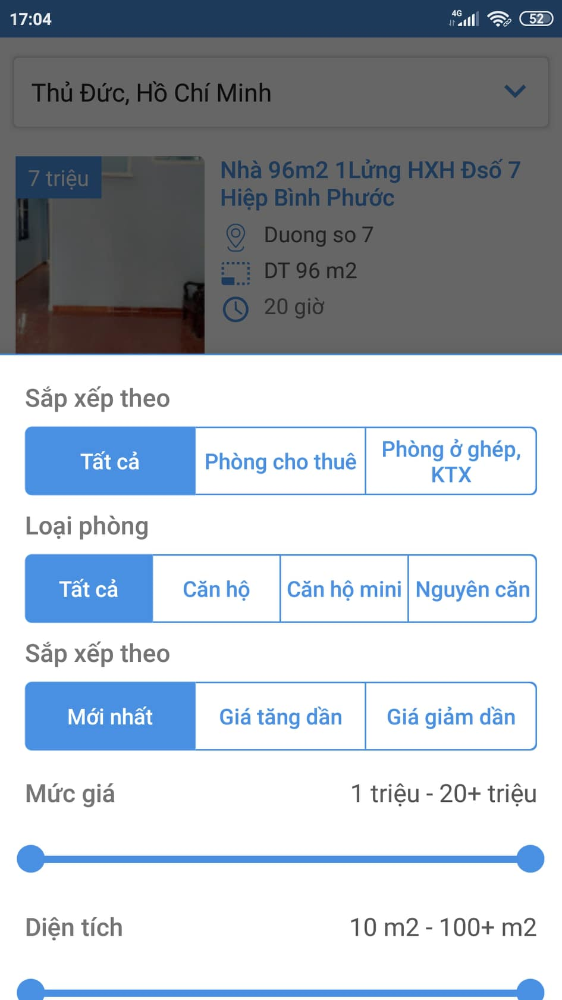 17:04
4G
52
Thủ Đức, Hồ Chí Minh
7 triệu
Nhà 96m2 1Lửng HXH Đsố 7
Hiệp Bình Phước
Duong so 7
DT 96 m2
20 giờ
Sắp xếp theo
Tất cả
Phòng cho thuê
Phòng ở ghép,
KTX
Loại phòng
Tất cả
Căn hộ
Căn hộ mini
Nguyên căn
Sắp xếp theo
Mới nhất
Giá tăng dần
Giá giảm dần
Mức giá
1 triệu - 20+ triệu
Diện tích
10 m2 - 100+ m2